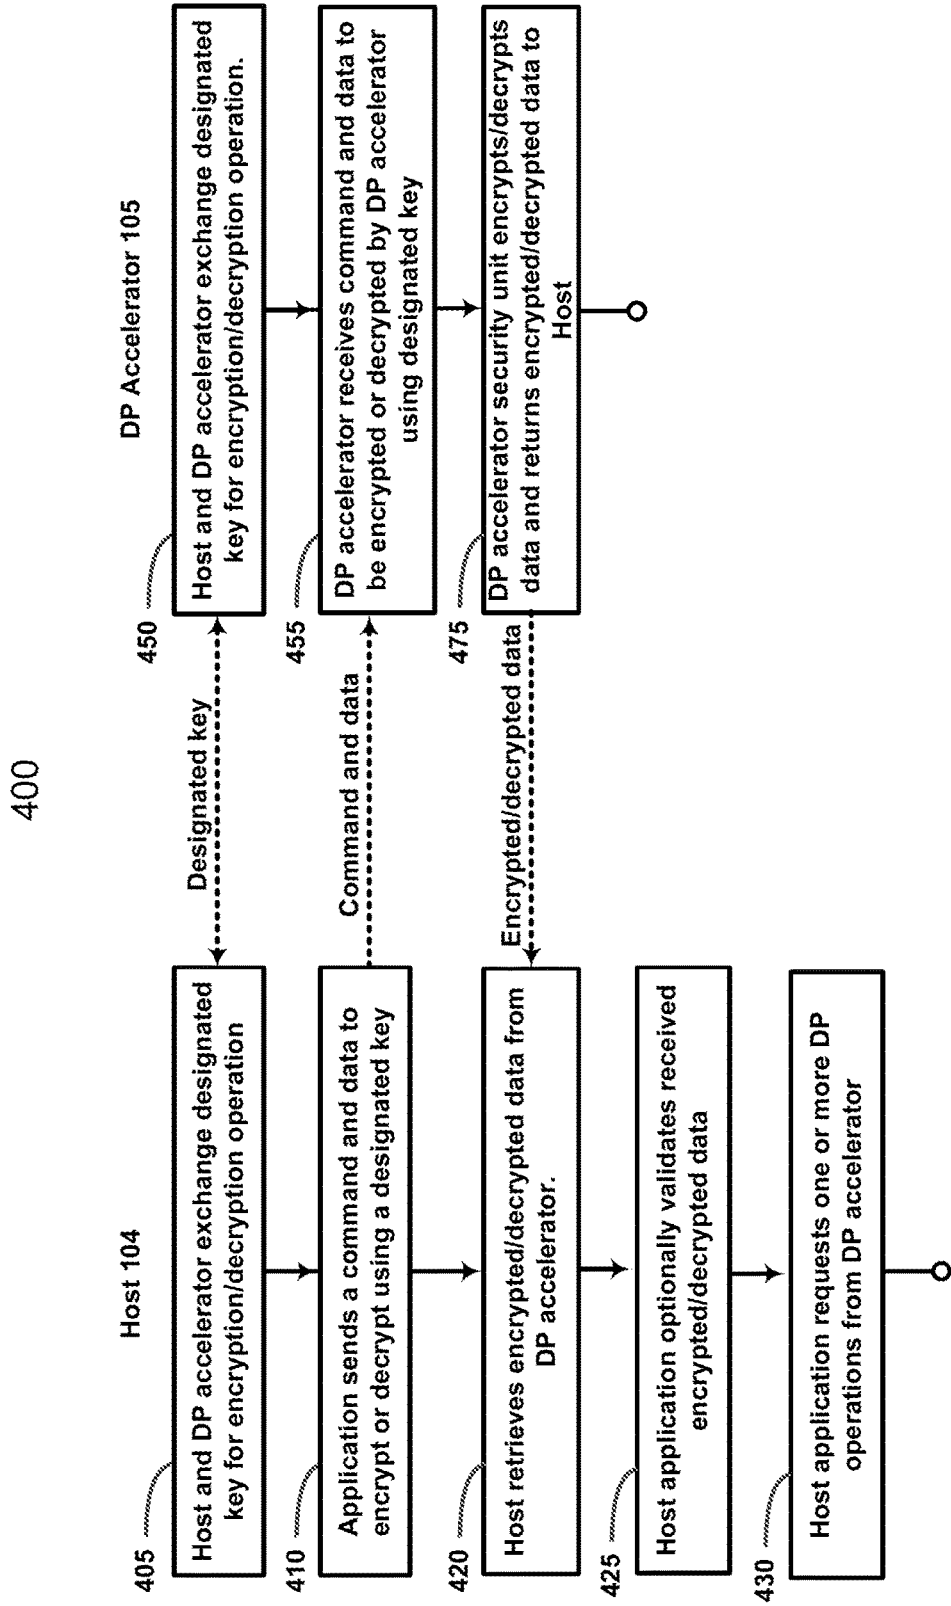 400
Host 104
DP Accelerator 105
405
Host and DP accelerator exchange designated
key for encryption/decryption operation
Designated key
450
Host and DP accelerator exchange designated
key for encryption/decryption operation.
410
Application sends a command and data to
encrypt or decrypt using a designated key
Command and data
455
DP accelerator receives command and data to
be encrypted or decrypted by DP accelerator
using designated key
420
Host retrieves encrypted/decrypted data from
DP accelerator.
Encrypted/decrypted data
475
DP accelerator security unit encrypts/decrypts
data and returns encrypted/decrypted data to
Host
425
Host application optionally validates received
encrypted/decrypted data
430
Host application requests one or more DP
operations from DP accelerator